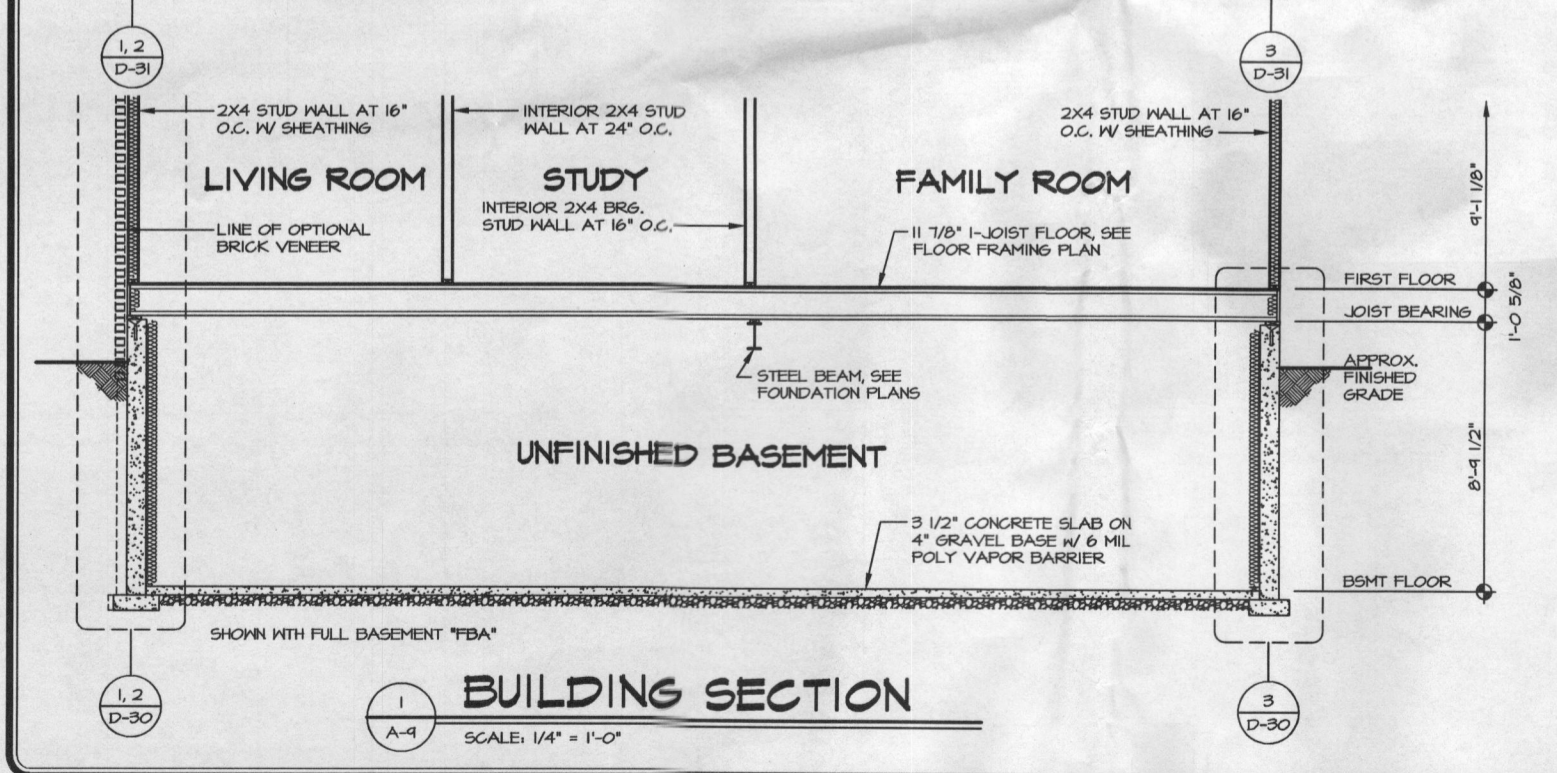 1, 2
D-31
3
D-31
2X4 STUD WALL AT 16"
O.C. W/ SHEATHING
INTERIOR 2X4 STUD
WALL AT 24" O.C.
2X4 STUD WALL AT 16"
O.C. W/ SHEATHING
LIVING ROOM
STUDY
FAMILY ROOM
9'-1 1/8"
INTERIOR 2X4 BRG.
STUD WALL AT 16" O.C.
LINE OF OPTIONAL
BRICK VENEER
11 7/8" I-JOIST FLOOR, SEE
FLOOR FRAMING PLAN
FIRST FLOOR
JOIST BEARING
1'-0 5/8"
STEEL BEAM, SEE
FOUNDATION PLANS
APPROX.
FINISHED
GRADE
UNFINISHED BASEMENT
8'-9 1/2"
3 1/2" CONCRETE SLAB ON
4" GRAVEL BASE W/ 6 MIL
POLY VAPOR BARRIER
BSMT FLOOR
SHOWN WTH FULL BASEMENT "FBA"
1, 2
D-30
1
A-9
BUILDING SECTION
SCALE: 1/4" = 1'-0"
3
D-30